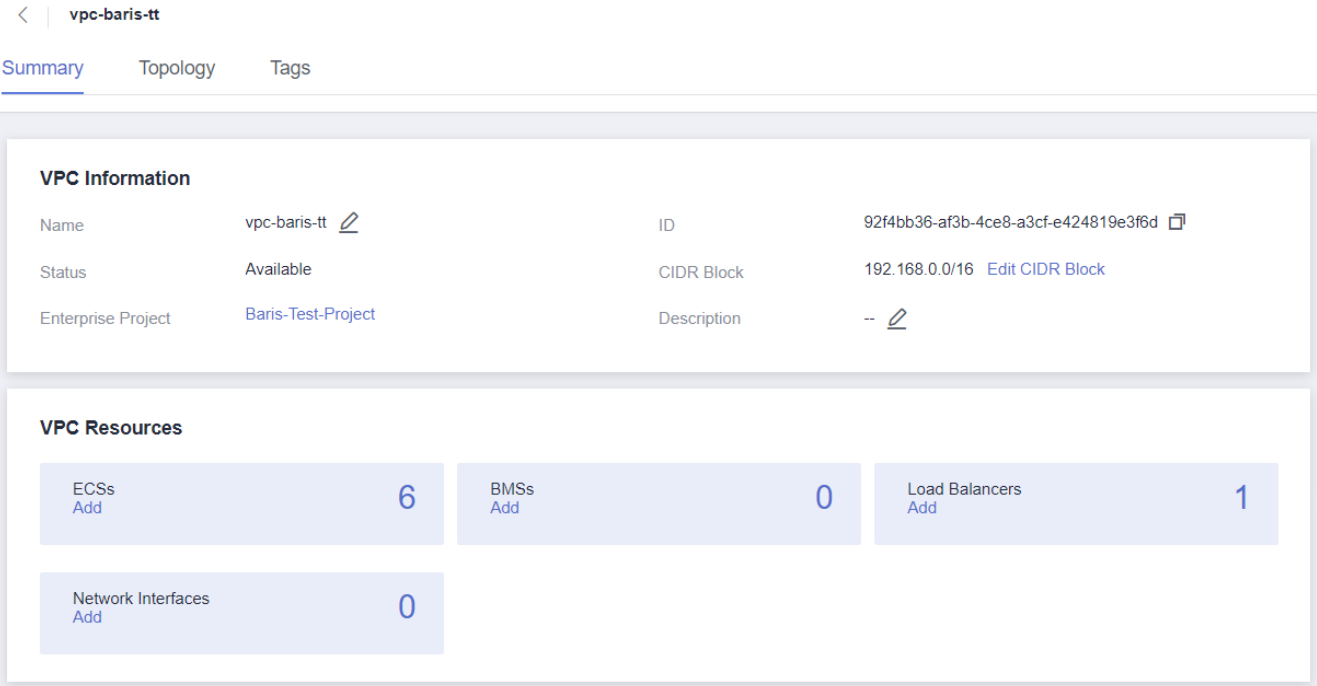 vpc-baris-tt
Summary Topology Tags
VPC Information
Name vpc-baris-tt ID 92f4bb36-af3b-4ce8-a3cf-e424819e3f6d
Status Available CIDR Block 192.168.0.0/16 Edit CIDR Block
Enterprise Project Baris-Test-Project Description --
VPC Resources
ECSs 6 BMSs 0 Load Balancers 1
Add Add Add
Network Interfaces 0
Add